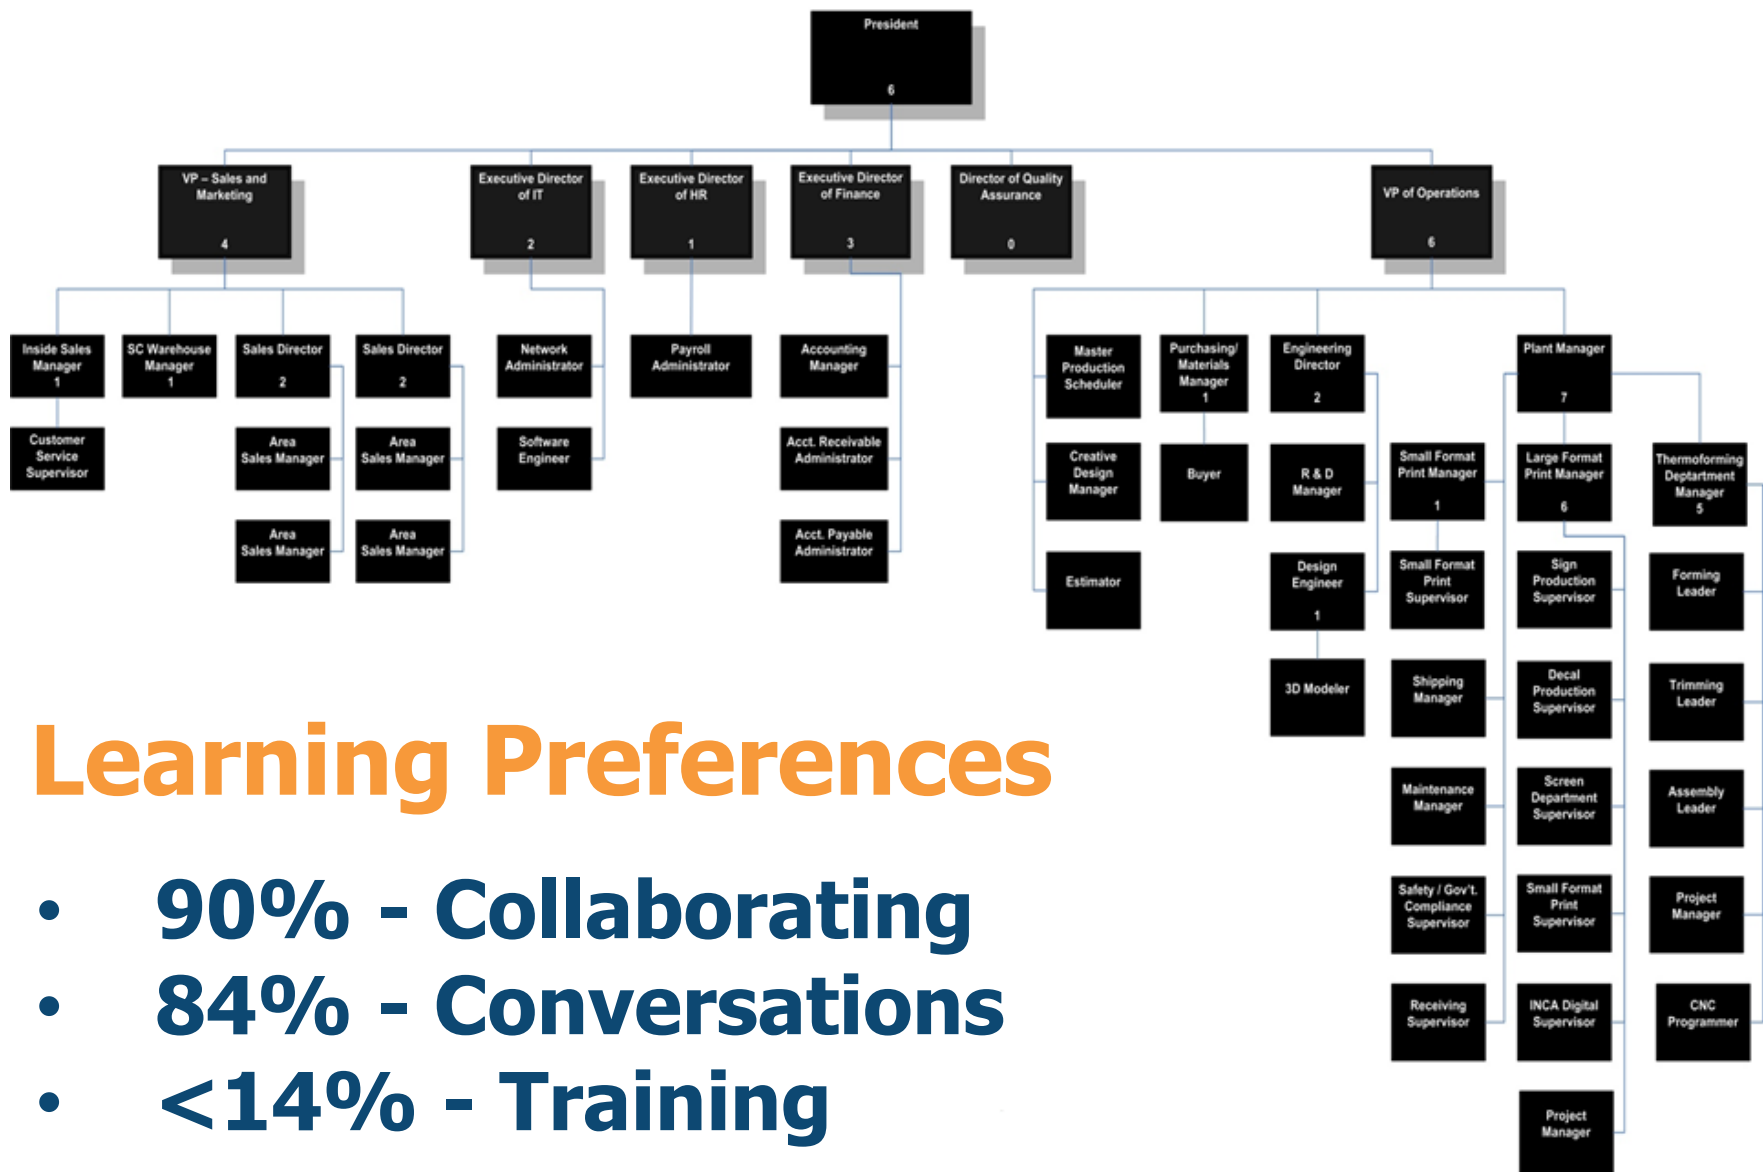 President
6
VP – Sales and
Marketing
4
Executive Director
of IT
2
Executive Director
of HR
1
Executive Director
of Finance
3
Director of Quality
Assurance
0
VP of Operations
6
Inside Sales
Manager
1
SC Warehouse
Manager
1
Sales Director
2
Sales Director
2
Network
Administrator
Payroll
Administrator
Accounting
Manager
Master
Production
Scheduler
Purchasing/
Materials
Manager
1
Engineering
Director
2
Plant Manager
7
Customer
Service
Supervisor
Area
Sales Manager
Area
Sales Manager
Software
Engineer
Acct. Receivable
Administrator
Creative
Design
Manager
Buyer
R & D
Manager
Small Format
Print Manager
1
Large Format
Print Manager
6
Thermoforming
Deptartment
Manager
5
Area
Sales Manager
Area
Sales Manager
Acct. Payable
Administrator
Estimator
Design
Engineer
1
Small Format
Print
Supervisor
Sign
Production
Supervisor
Forming
Leader
3D Modeler
Shipping
Manager
Decal
Production
Supervisor
Trimming
Leader
Maintenance
Manager
Screen
Department
Supervisor
Assembly
Leader
Safety / Gov't.
Compliance
Supervisor
Small Format
Print
Supervisor
Project
Manager
Receiving
Supervisor
INCA Digital
Supervisor
CNC
Programmer
Project
Manager
Learning Preferences
• 90% - Collaborating
• 84% - Conversations
• <14% - Training